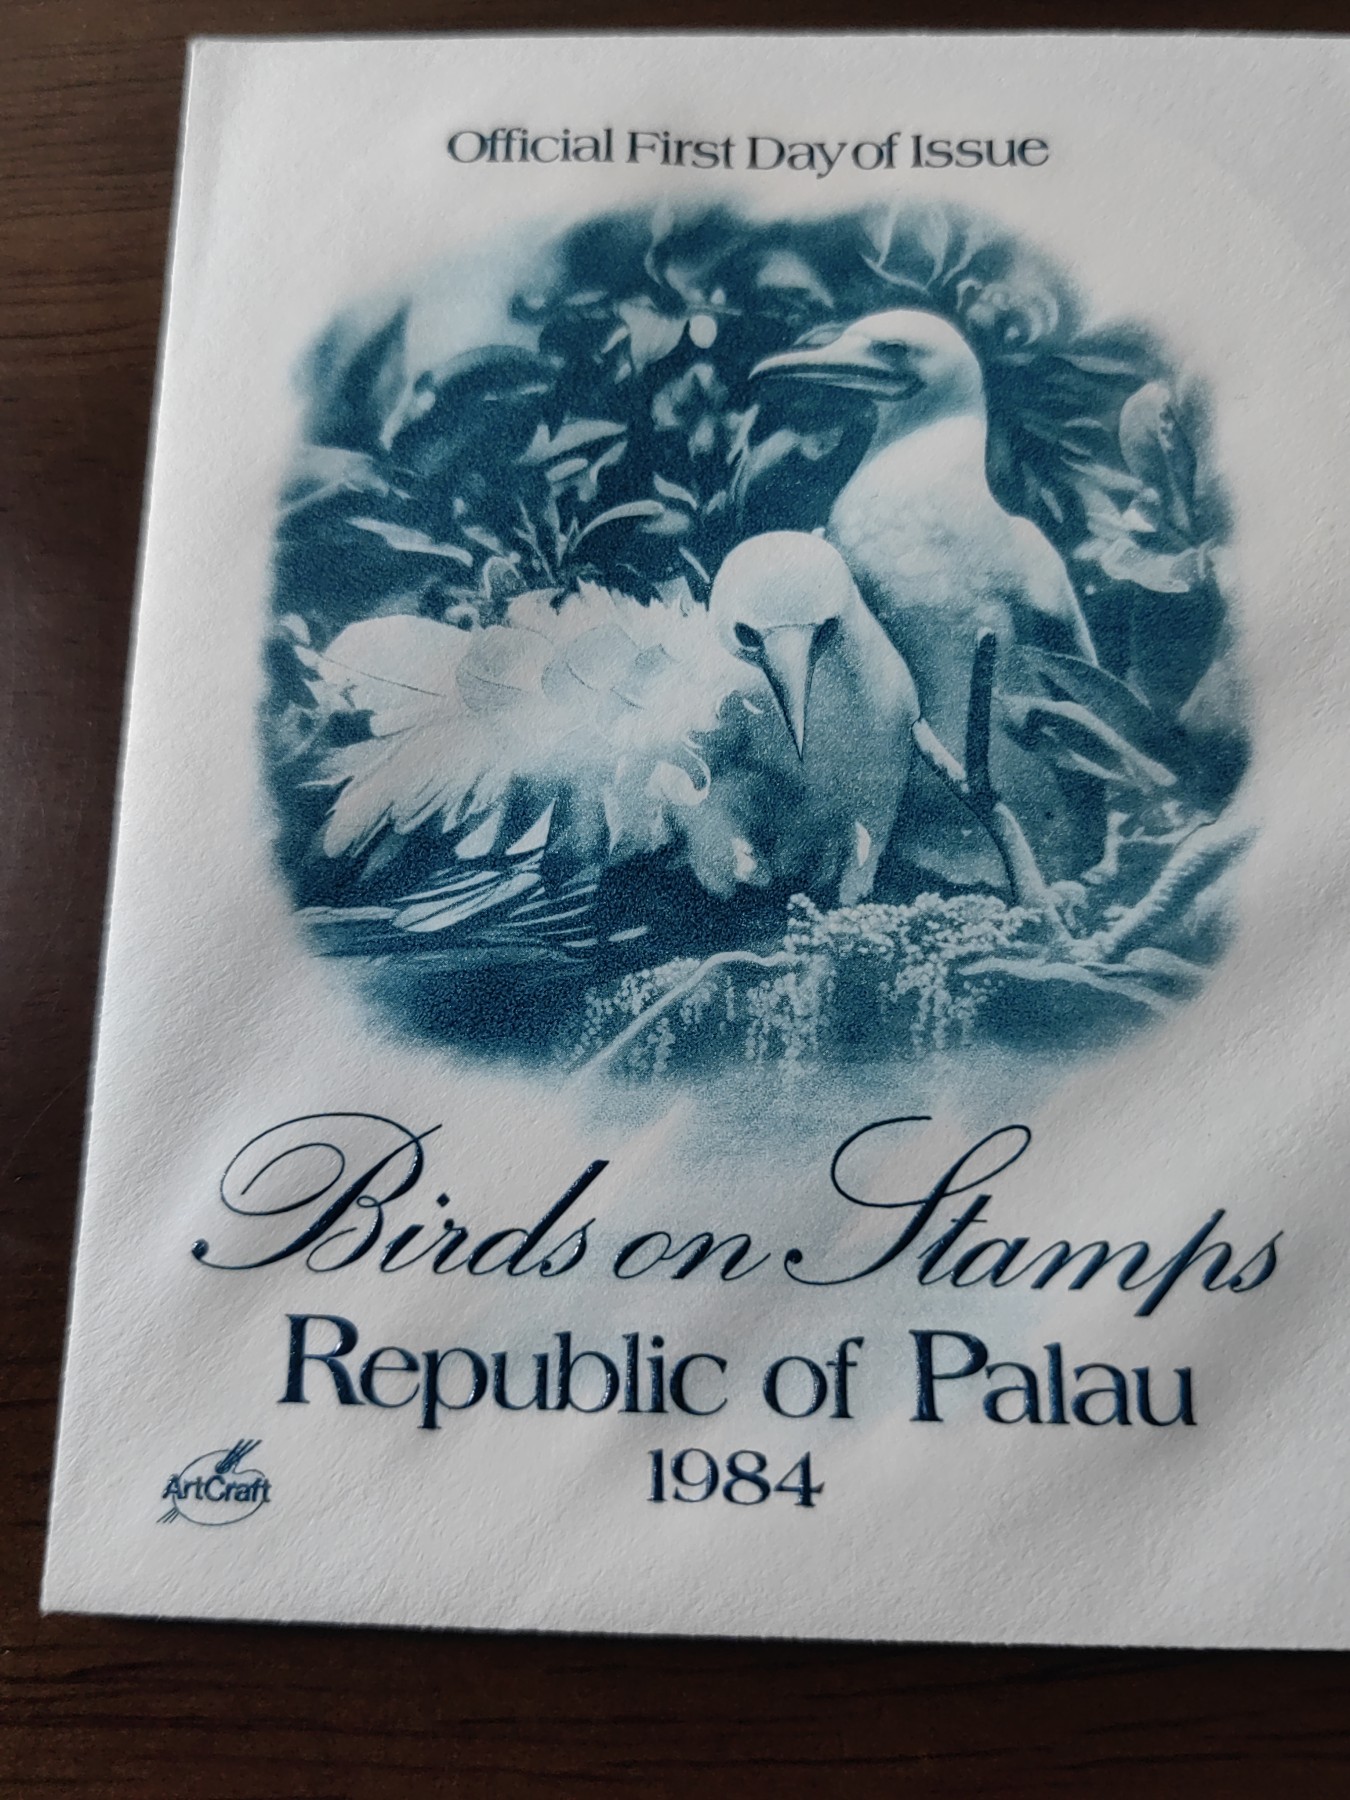 Official First Day of Issue
Birds on Stamps
Republic of Palau
1984
ArtCraft